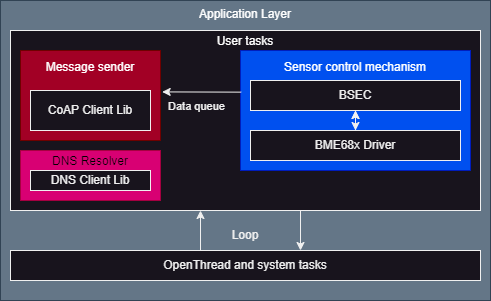 Application Layer
User tasks
Message sender
Sensor control mechanism
CoAP Client Lib
BSEC
Data queue
BME68x Driver
DNS Resolver
DNS Client Lib
Loop
OpenThread and system tasks